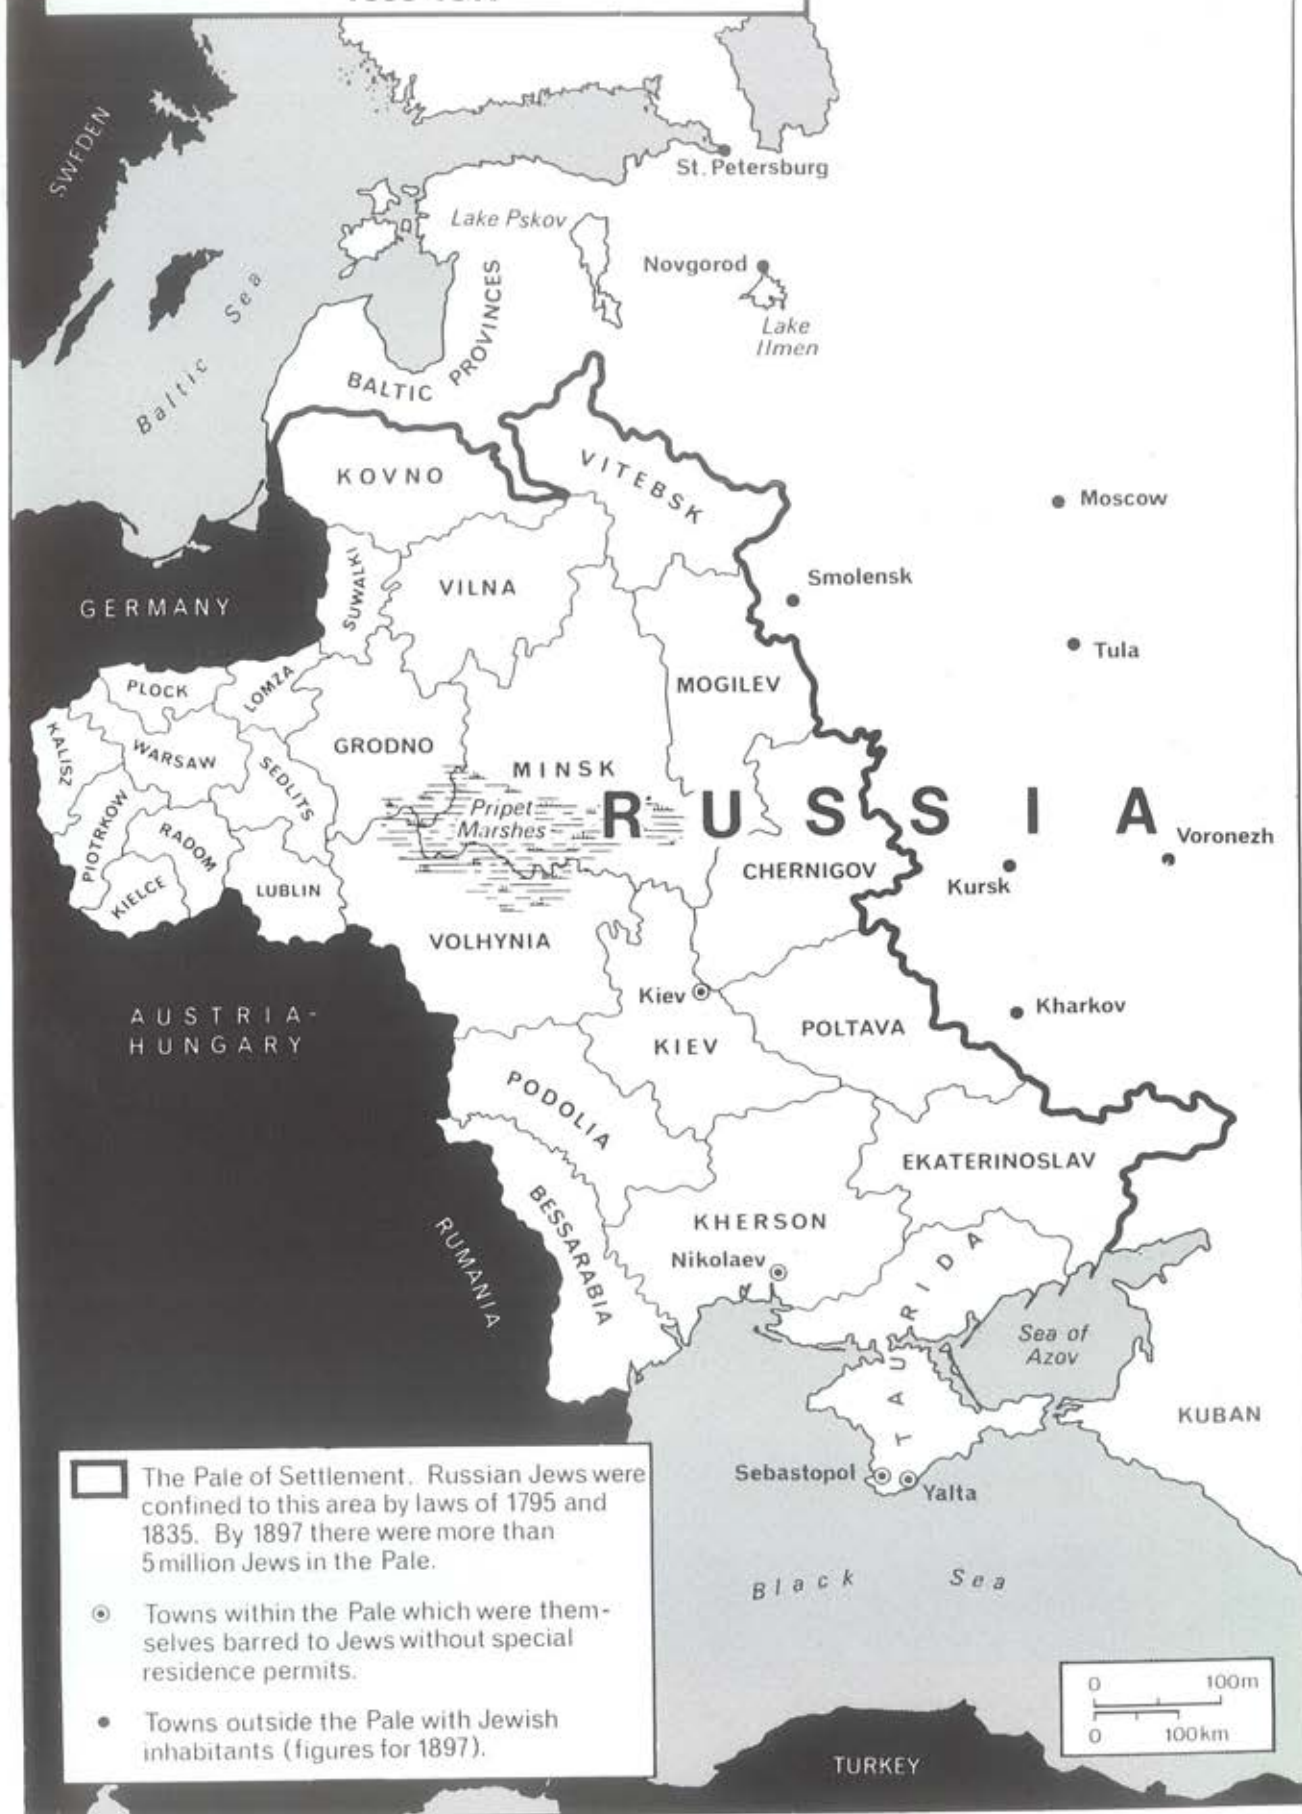 SWEDEN
St. Petersburg
Lake Pskov
Novgorod
Lake
Ilmen
Baltic Sea
BALTIC PROVINCES
KOVNO
VITEBSK
Moscow
Smolensk
SUWALKI
VILNA
GERMANY
Tula
PLOCK
LOMZA
MOGILEV
KALISZ
WARSAW
SEDLITS
GRODNO
MINSK
Pripet
Marshes
RUSSIA
Voronezh
PIOTRKOW
RADOM
KIELCE
LUBLIN
CHERNIGOV
Kursk
VOLHYNIA
Kiev
Kharkov
AUSTRIA-
HUNGARY
KIEV
POLTAVA
PODOLIA
EKATERINOSLAV
BESSARABIA
RUMANIA
KHERSON
Nikolaev
TAURIDA
Sea of
Azov
KUBAN
Sebastopol
Yalta
Black Sea
The Pale of Settlement. Russian Jews were
confined to this area by laws of 1795 and
1835. By 1897 there were more than
5 million Jews in the Pale.
Towns within the Pale which were them-
selves barred to Jews without special
residence permits.
Towns outside the Pale with Jewish
inhabitants (figures for 1897).
0 100m
0 100km
TURKEY